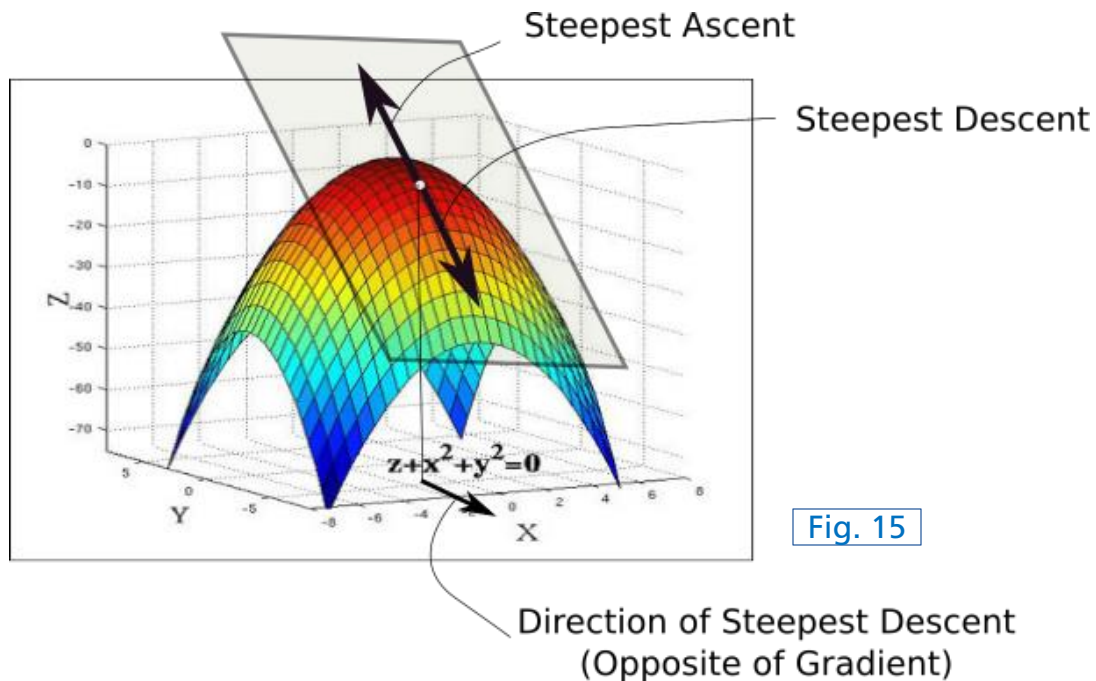 Steepest Ascent
Steepest Descent
0
-10
-20
-30
-40
-50
-60
-70
Z
5
0
-5
Y
-8
-6
-4
-2
0
2
4
6
8
X
z+x²+y²=0
Fig. 15
Direction of Steepest Descent
(Opposite of Gradient)